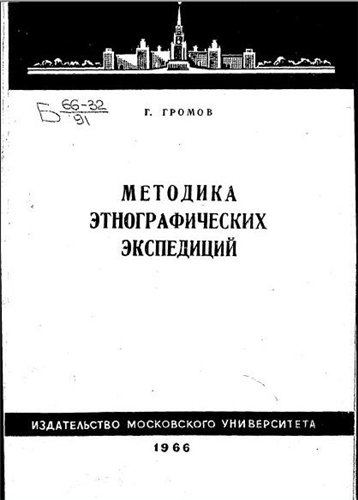 Б 66-32
91
Г. ГРОМОВ
МЕТОДИКА
ЭТНОГРАФИЧЕСКИХ
ЭКСПЕДИЦИЙ
ИЗДАТЕЛЬСТВО МОСКОВСКОГО УНИВЕРСИТЕТА
1966